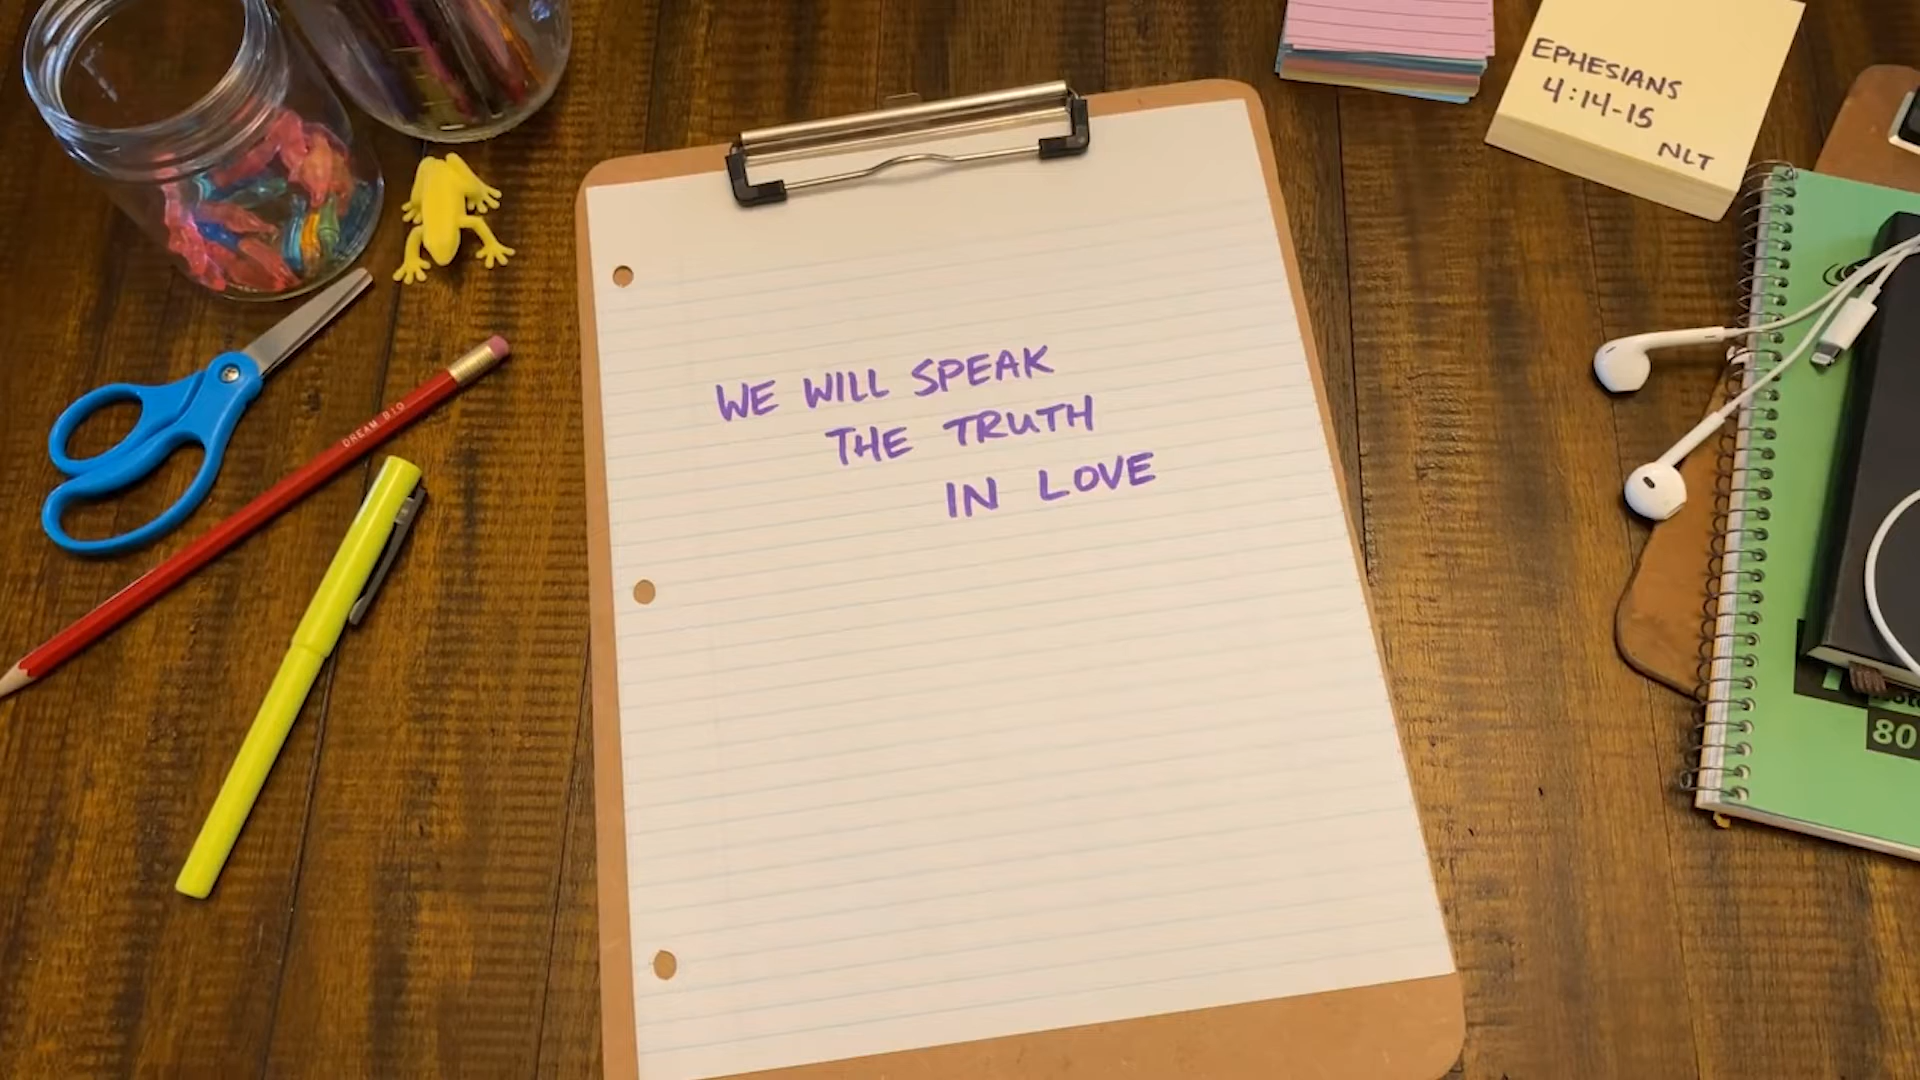 WE WILL SPEAK
THE TRUTH
IN LOVE
EPHESIANS
4:14-15
NLT
DREAM BIG
80